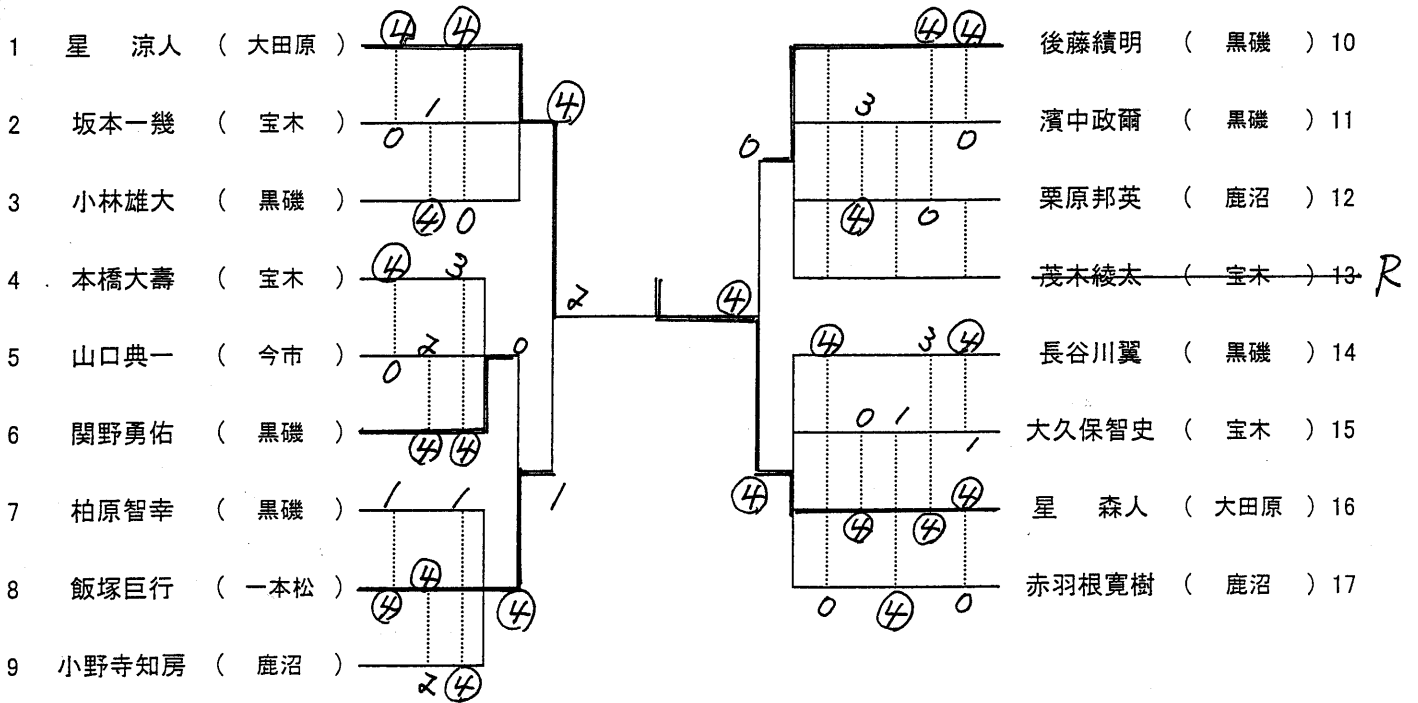 ④ ④
1 星 涼人 ( 大田原 )
1 ④
2 坂本一幾 ( 宝木 )
0
3 小林雄大 ( 黒磯 )
④ 0
④ 3
4 本橋大壽 ( 宝木 )
2 0
5 山口典一 ( 今市 )
0
6 関野勇佑 ( 黒磯 )
④ ④
1 1 1
7 柏原智幸 ( 黒磯 )
④
8 飯塚巨行 ( 一本松 )
④ ④
9 小野寺知房 ( 鹿沼 )
2 ④
2 ④
④ ④
後藤績明 ( 黒磯 ) 10
3
濱中政爾 ( 黒磯 ) 11
0 0
栗原邦英 ( 鹿沼 ) 12
④ 0
茂木綾太 ( 宝木 ) 13 R
④ 3 ④
長谷川翼 ( 黒磯 ) 14
0 1
大久保智史 ( 宝木 ) 15
1
④ ④
星 森人 ( 大田原 ) 16
④ ④
赤羽根寛樹 ( 鹿沼 ) 17
0 ④ 0